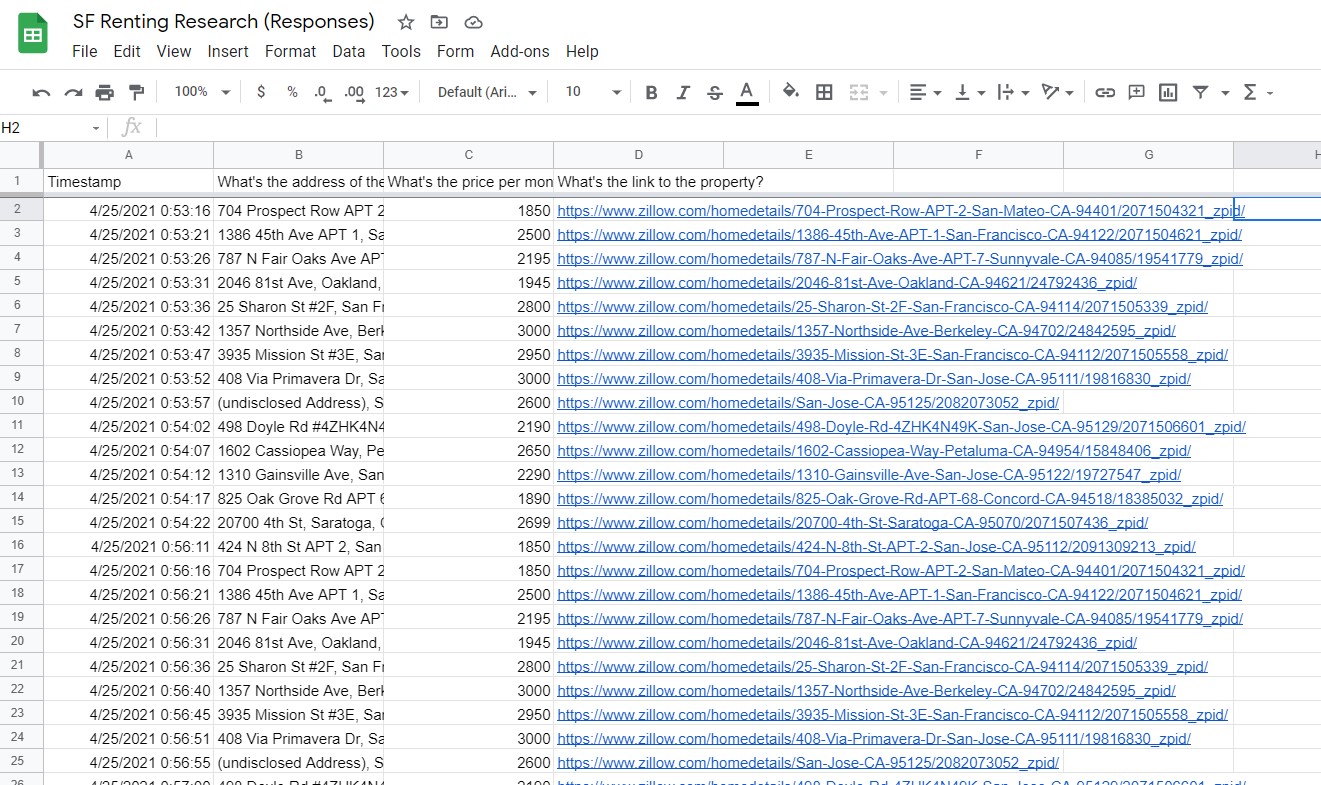 SF Renting Research (Responses)
File Edit View Insert Format Data Tools Form Add-ons Help
100% $ % .0 .00 123 Default (Ari... 10 B I S A
H2 fx
A B C D E F G H
1 Timestamp What's the address of the What's the price per mon What's the link to the property?
2 4/25/2021 0:53:16 704 Prospect Row APT 2 1850 https://www.zillow.com/homedetails/704-Prospect-Row-APT-2-San-Mateo-CA-94401/2071504321_zpid/
3 4/25/2021 0:53:21 1386 45th Ave APT 1, Sa 2500 https://www.zillow.com/homedetails/1386-45th-Ave-APT-1-San-Francisco-CA-94122/2071504621_zpid/
4 4/25/2021 0:53:26 787 N Fair Oaks Ave APT 2195 https://www.zillow.com/homedetails/787-N-Fair-Oaks-Ave-APT-7-Sunnyvale-CA-94085/19541779_zpid/
5 4/25/2021 0:53:31 2046 81st Ave, Oakland, 1945 https://www.zillow.com/homedetails/2046-81st-Ave-Oakland-CA-94621/24792436_zpid/
6 4/25/2021 0:53:36 25 Sharon St #2F, San Fr 2800 https://www.zillow.com/homedetails/25-Sharon-St-2F-San-Francisco-CA-94114/2071505339_zpid/
7 4/25/2021 0:53:42 1357 Northside Ave, Berk 3000 https://www.zillow.com/homedetails/1357-Northside-Ave-Berkeley-CA-94702/24842595_zpid/
8 4/25/2021 0:53:47 3935 Mission St #3E, Sar 2950 https://www.zillow.com/homedetails/3935-Mission-St-3E-San-Francisco-CA-94112/2071505558_zpid/
9 4/25/2021 0:53:52 408 Via Primavera Dr, Sa 3000 https://www.zillow.com/homedetails/408-Via-Primavera-Dr-San-Jose-CA-95111/19816830_zpid/
10 4/25/2021 0:53:57 (undisclosed Address), S 2600 https://www.zillow.com/homedetails/San-Jose-CA-95125/2082073052_zpid/
11 4/25/2021 0:54:02 498 Doyle Rd #4ZHK4N4 2190 https://www.zillow.com/homedetails/498-Doyle-Rd-4ZHK4N49K-San-Jose-CA-95129/2071506601_zpid/
12 4/25/2021 0:54:07 1602 Cassiopea Way, Pe 2650 https://www.zillow.com/homedetails/1602-Cassiopea-Way-Petaluma-CA-94954/15848406_zpid/
13 4/25/2021 0:54:12 1310 Gainsville Ave, San 2290 https://www.zillow.com/homedetails/1310-Gainsville-Ave-San-Jose-CA-95122/19727547_zpid/
14 4/25/2021 0:54:17 825 Oak Grove Rd APT 6 1890 https://www.zillow.com/homedetails/825-Oak-Grove-Rd-APT-68-Concord-CA-94518/18385032_zpid/
15 4/25/2021 0:54:22 20700 4th St, Saratoga, C 2699 https://www.zillow.com/homedetails/20700-4th-St-Saratoga-CA-95070/2071507436_zpid/
16 4/25/2021 0:56:11 424 N 8th St APT 2, San 1850 https://www.zillow.com/homedetails/424-N-8th-St-APT-2-San-Jose-CA-95112/2091309213_zpid/
17 4/25/2021 0:56:16 704 Prospect Row APT 2 1850 https://www.zillow.com/homedetails/704-Prospect-Row-APT-2-San-Mateo-CA-94401/2071504321_zpid/
18 4/25/2021 0:56:21 1386 45th Ave APT 1, Sa 2500 https://www.zillow.com/homedetails/1386-45th-Ave-APT-1-San-Francisco-CA-94122/2071504621_zpid/
19 4/25/2021 0:56:26 787 N Fair Oaks Ave APT 2195 https://www.zillow.com/homedetails/787-N-Fair-Oaks-Ave-APT-7-Sunnyvale-CA-94085/19541779_zpid/
20 4/25/2021 0:56:31 2046 81st Ave, Oakland, 1945 https://www.zillow.com/homedetails/2046-81st-Ave-Oakland-CA-94621/24792436_zpid/
21 4/25/2021 0:56:36 25 Sharon St #2F, San Fr 2800 https://www.zillow.com/homedetails/25-Sharon-St-2F-San-Francisco-CA-94114/2071505339_zpid/
22 4/25/2021 0:56:40 1357 Northside Ave, Berk 3000 https://www.zillow.com/homedetails/1357-Northside-Ave-Berkeley-CA-94702/24842595_zpid/
23 4/25/2021 0:56:45 3935 Mission St #3E, Sar 2950 https://www.zillow.com/homedetails/3935-Mission-St-3E-San-Francisco-CA-94112/2071505558_zpid/
24 4/25/2021 0:56:51 408 Via Primavera Dr, Sa 3000 https://www.zillow.com/homedetails/408-Via-Primavera-Dr-San-Jose-CA-95111/19816830_zpid/
25 4/25/2021 0:56:55 (undisclosed Address), S 2600 https://www.zillow.com/homedetails/San-Jose-CA-95125/2082073052_zpid/